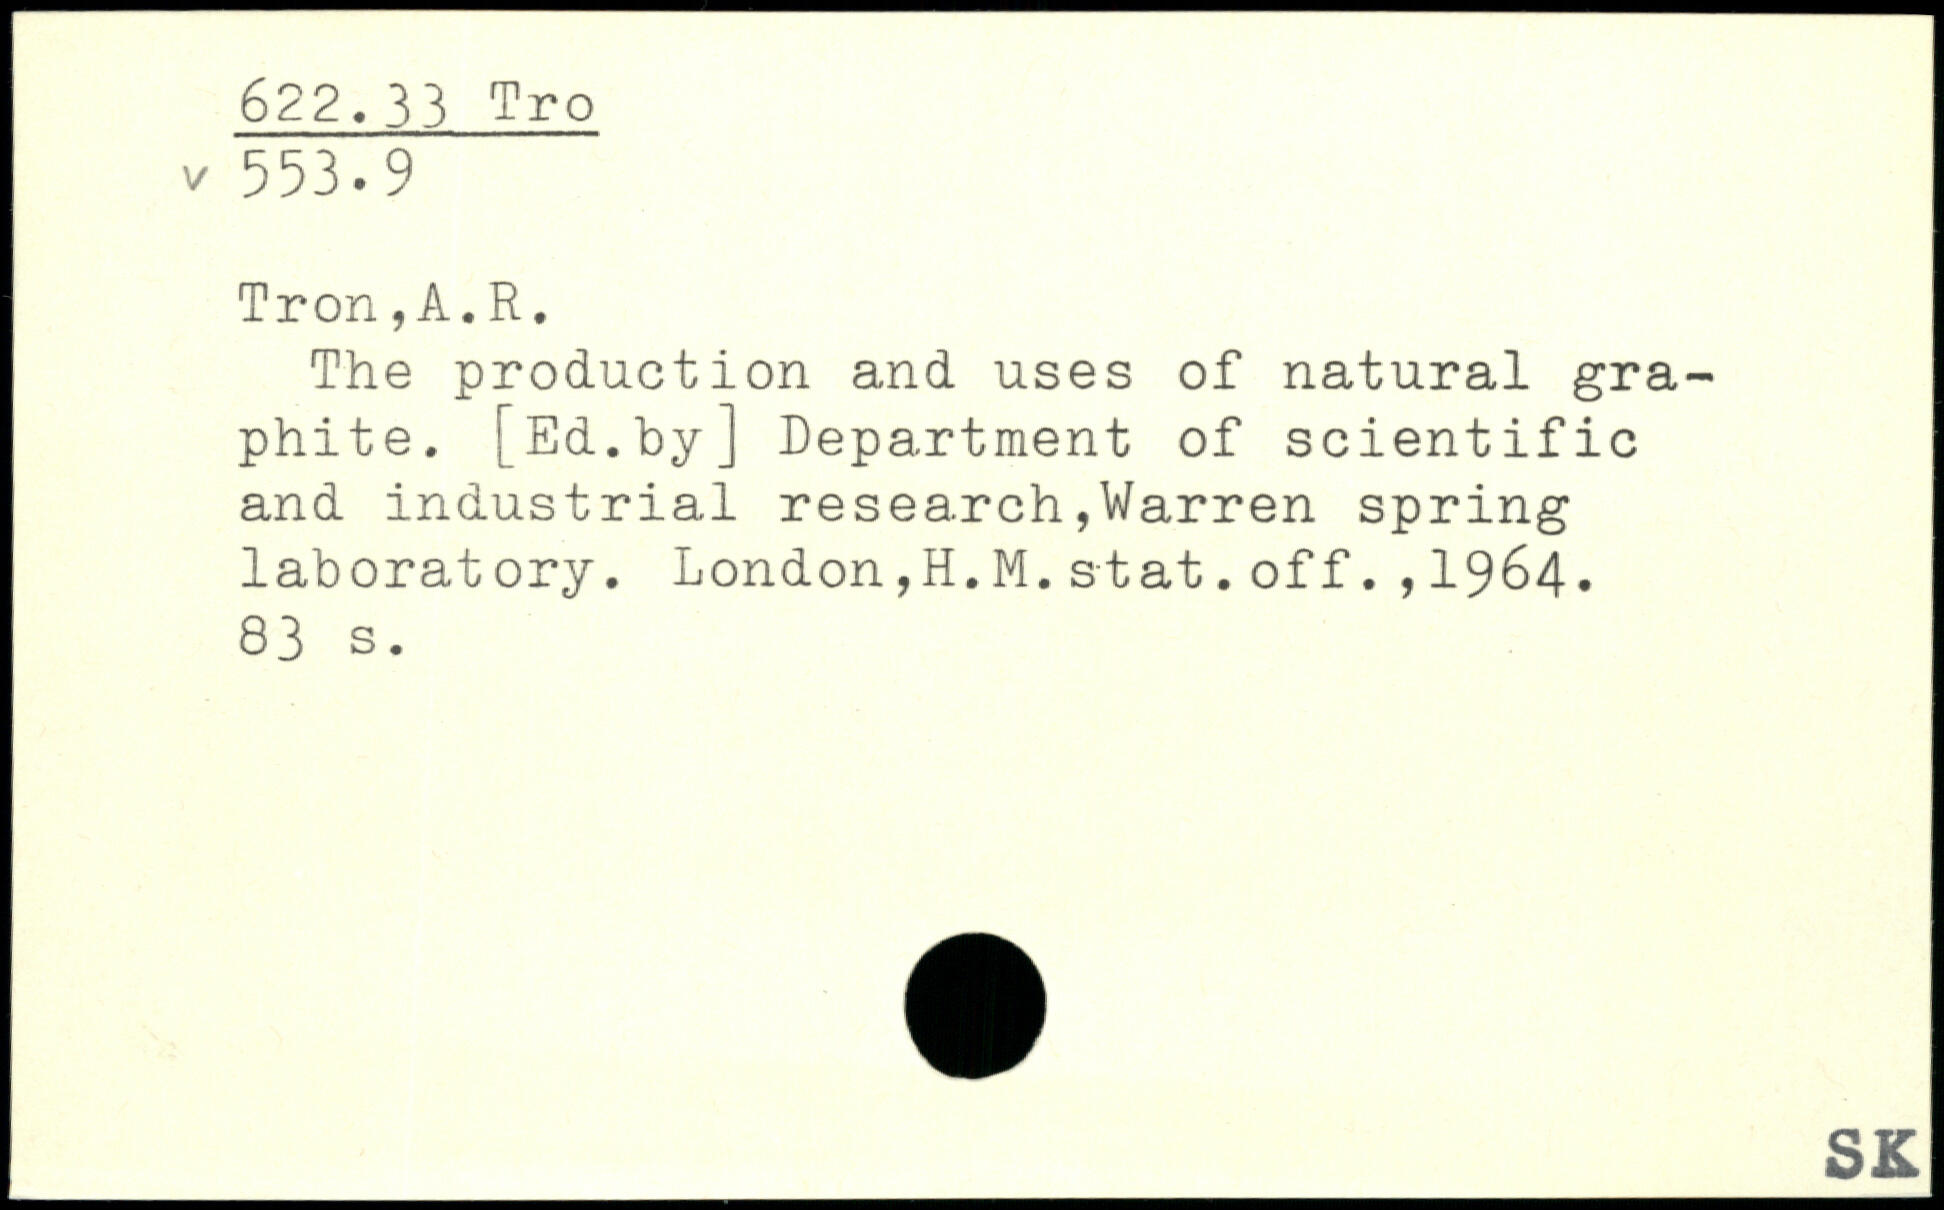 622.33 Tro
v 553.9
Tron,A.R.
The production and uses of natural gra-
phite. [Ed.by] Department of scientific
and industrial research,Warren spring
laboratory. London,H.M.stat.off.,1964.
83 s.
SK